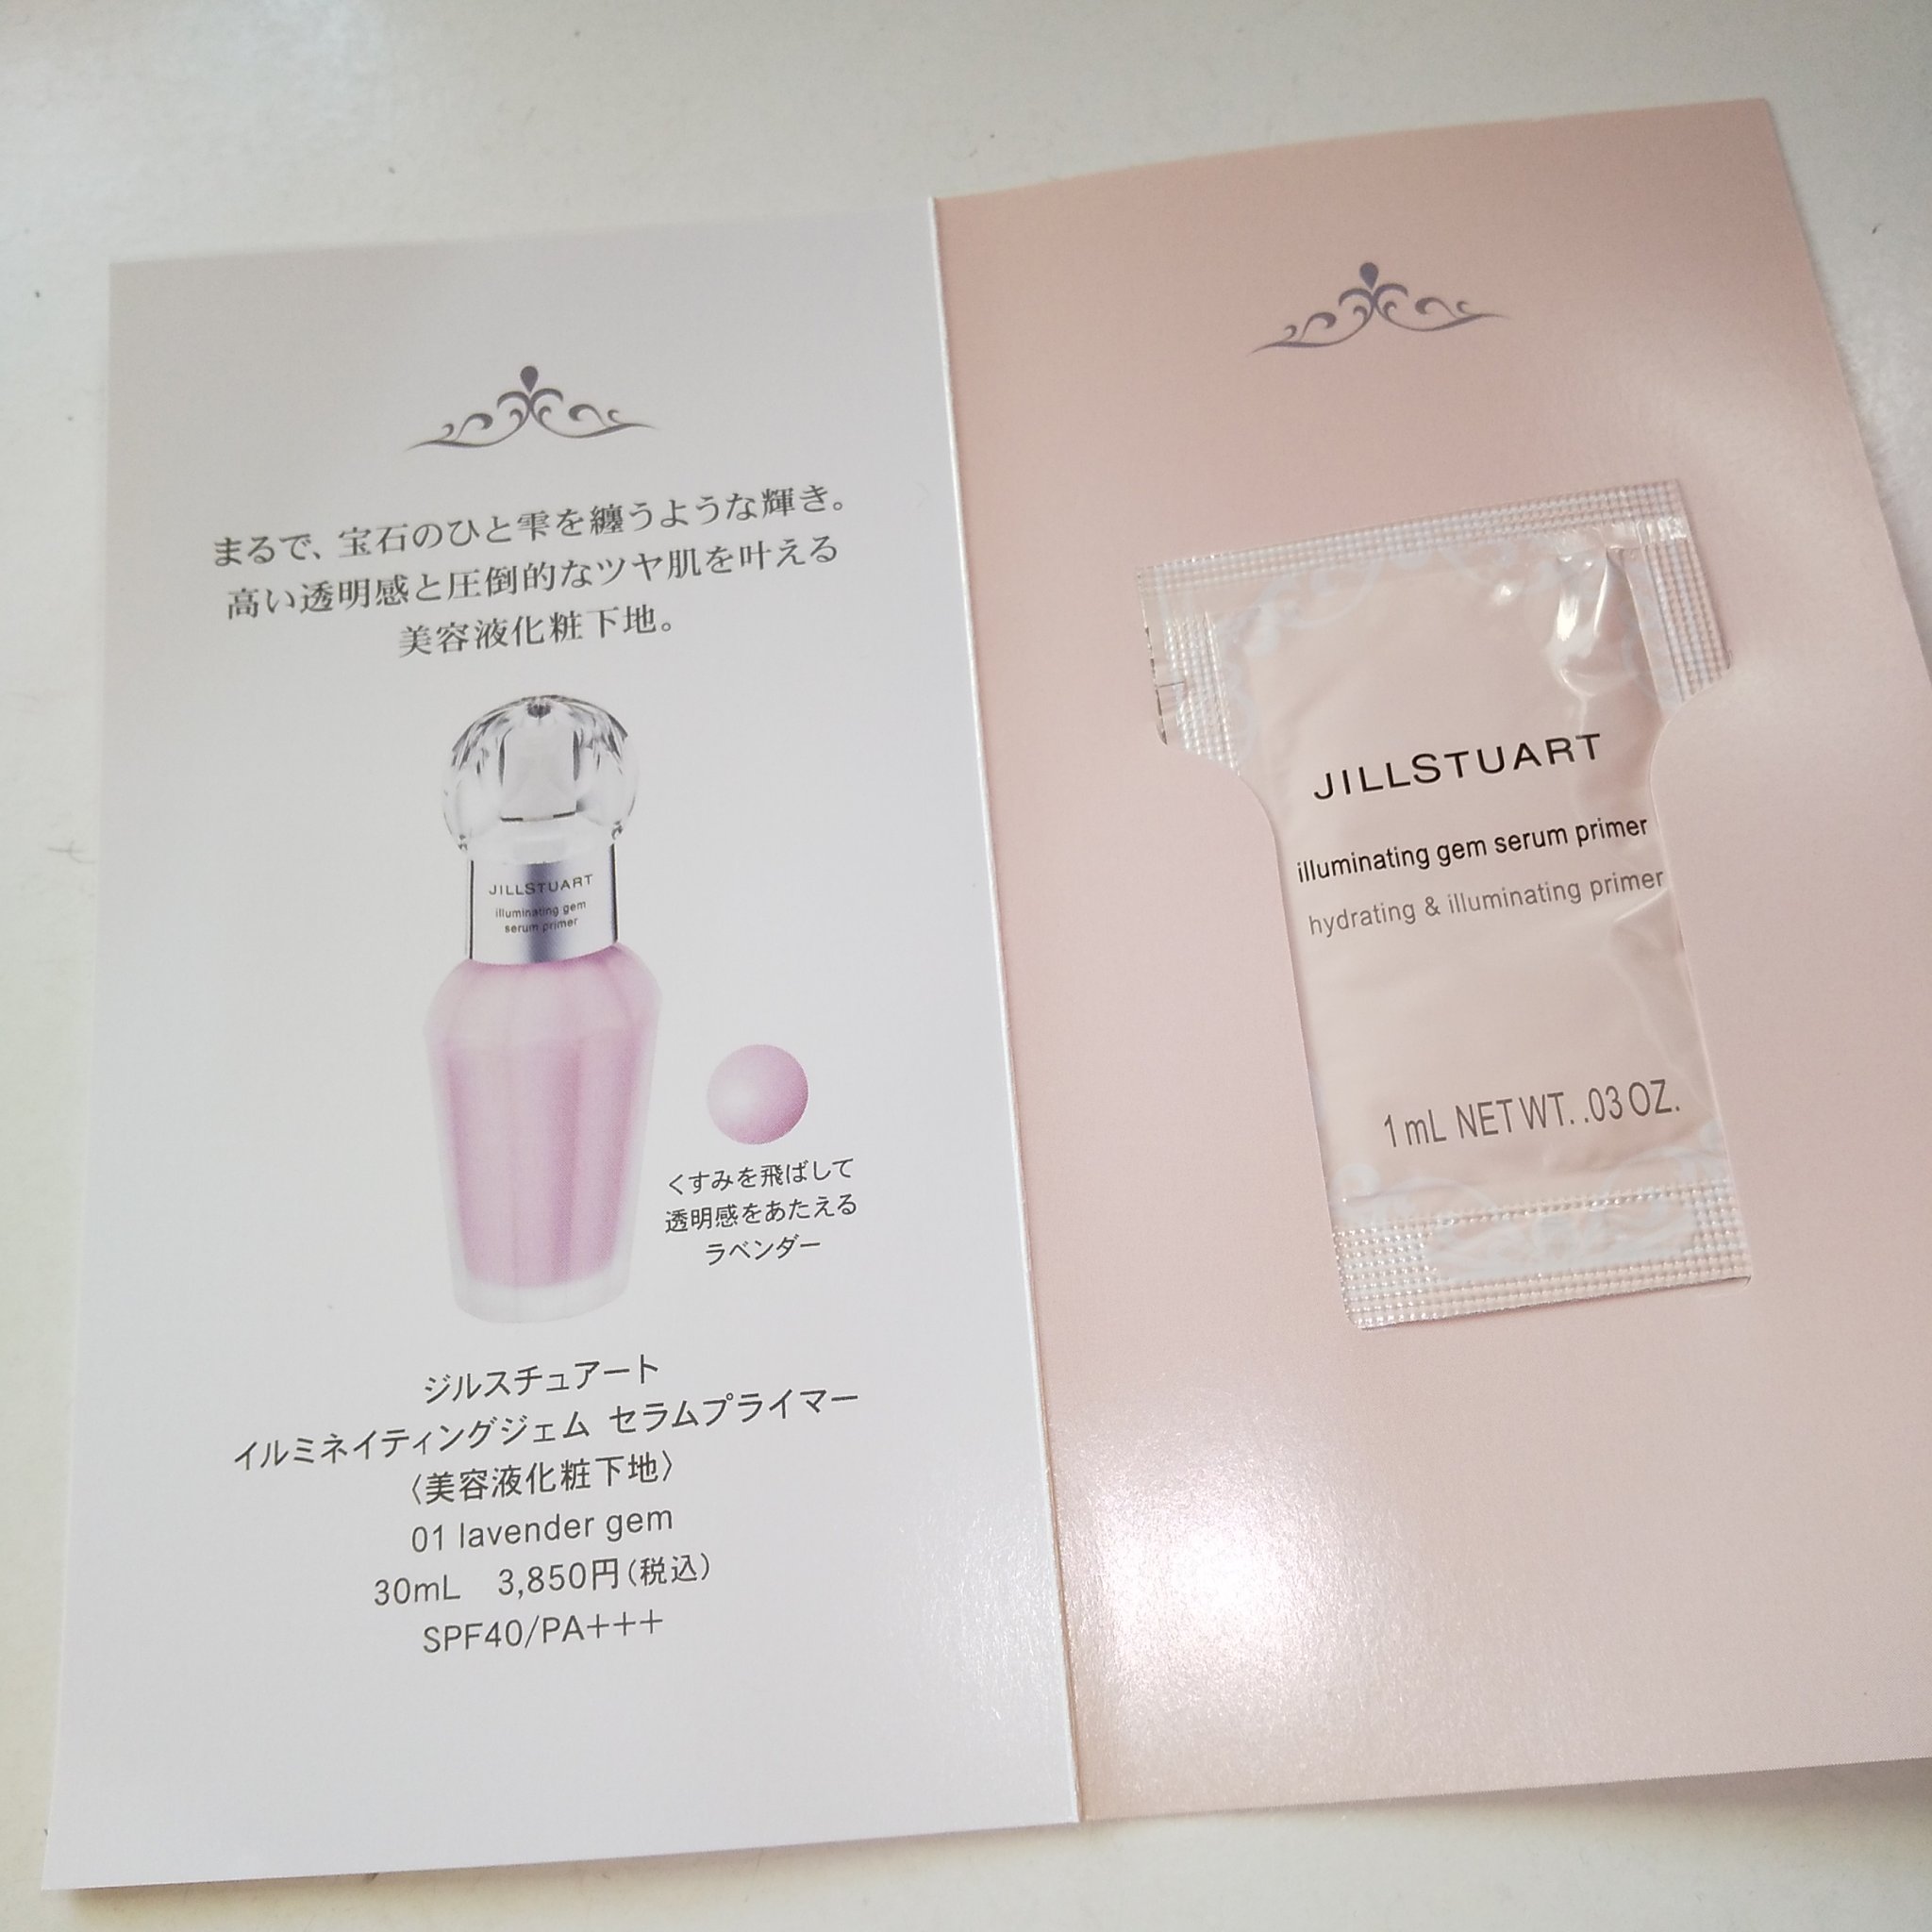 まるで、宝石のひと雫を纏うような輝き。
高い透明感と圧倒的なツヤ肌を叶える
美容液化粧下地。
JILLSTUART
illuminating gem
serum primer
くすみを飛ばして
透明感をあたえる
ラベンダー
ジルスチュアート
イルミネイティングジェム セラムプライマー
〈美容液化粧下地〉
01 lavender gem
30mL 3,850円(税込)
SPF40/PA+++
JILLSTUART
illuminating gem serum primer
hydrating & illuminating primer
1 mL NET WT. .03 OZ.